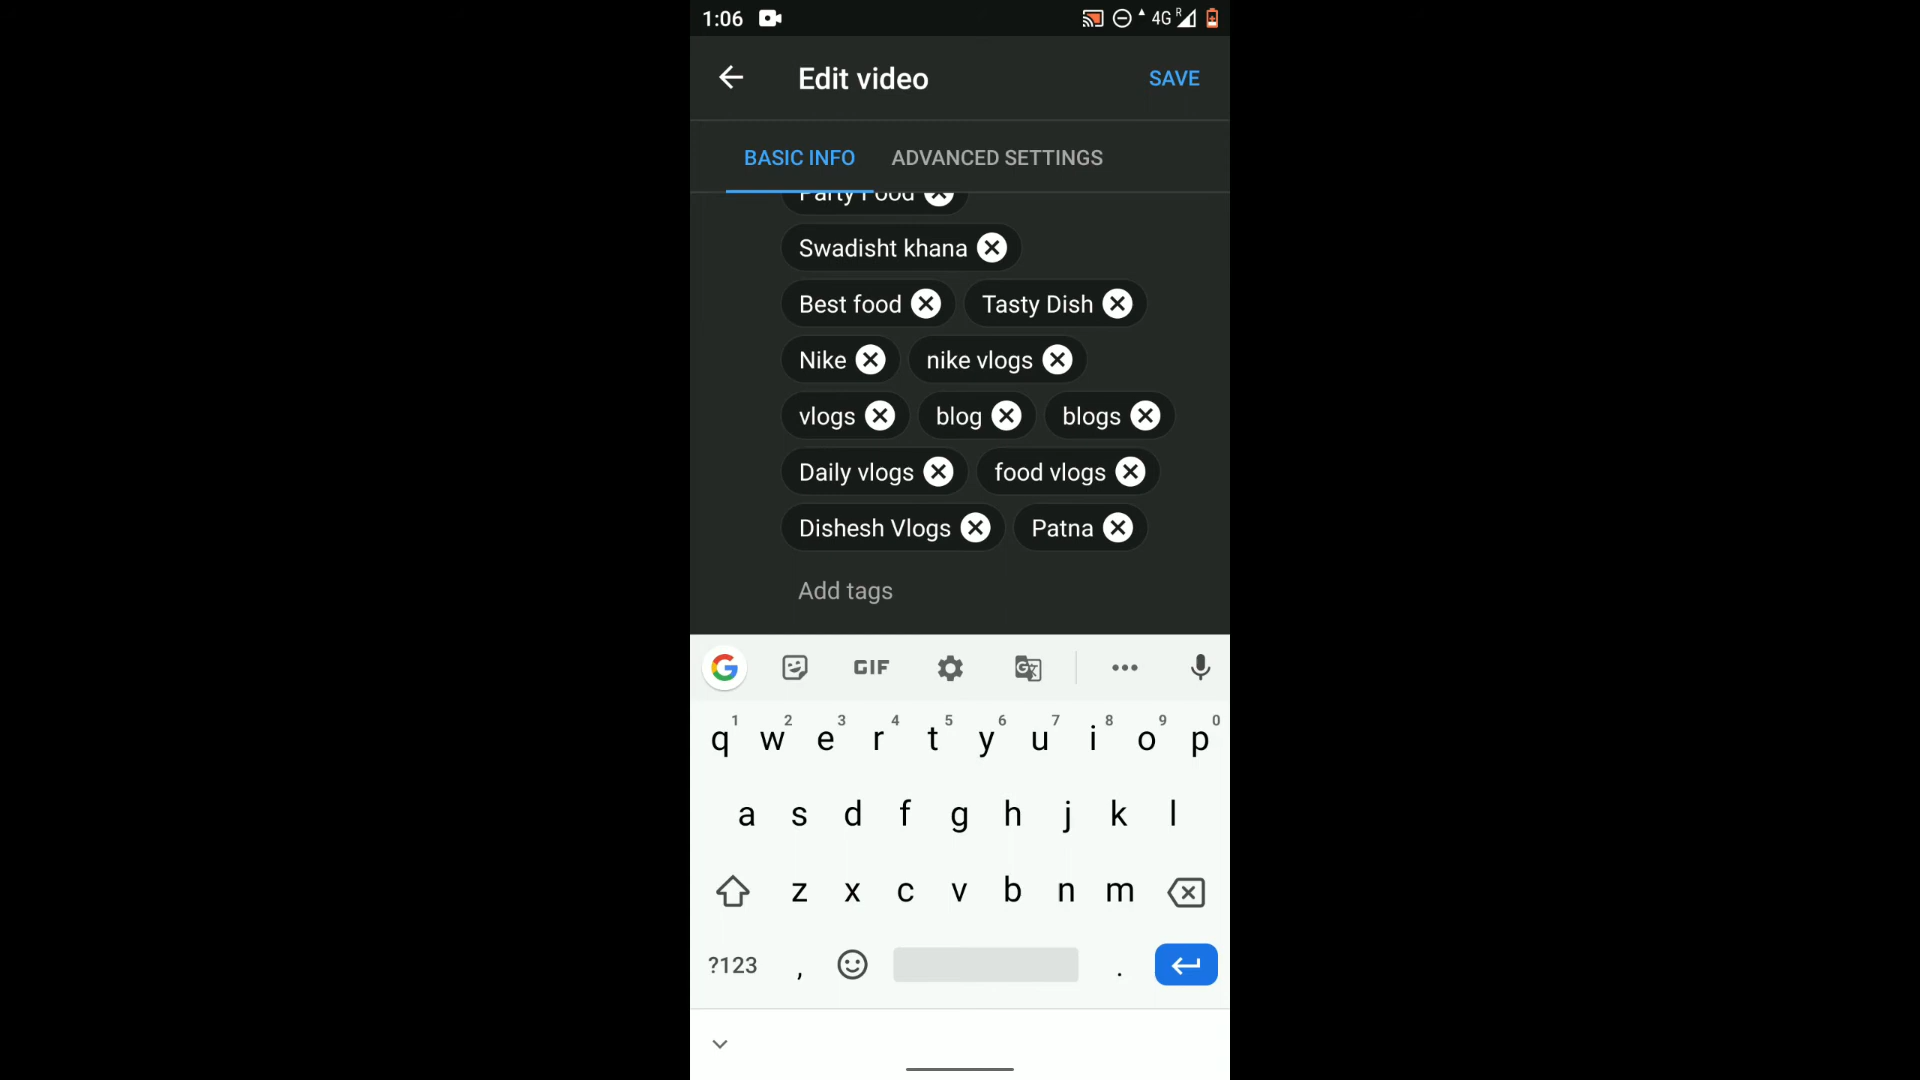 1:06 4G R
Edit video SAVE
BASIC INFO ADVANCED SETTINGS
Party Food
Swadisht khana
Best food Tasty Dish
Nike nike vlogs
vlogs blog blogs
Daily vlogs food vlogs
Dishesh Vlogs Patna
Add tags
G GIF
1 2 3 4 5 6 7 8 9 0
q w e r t y u i o p
a s d f g h j k l
z x c v b n m
?123 , .